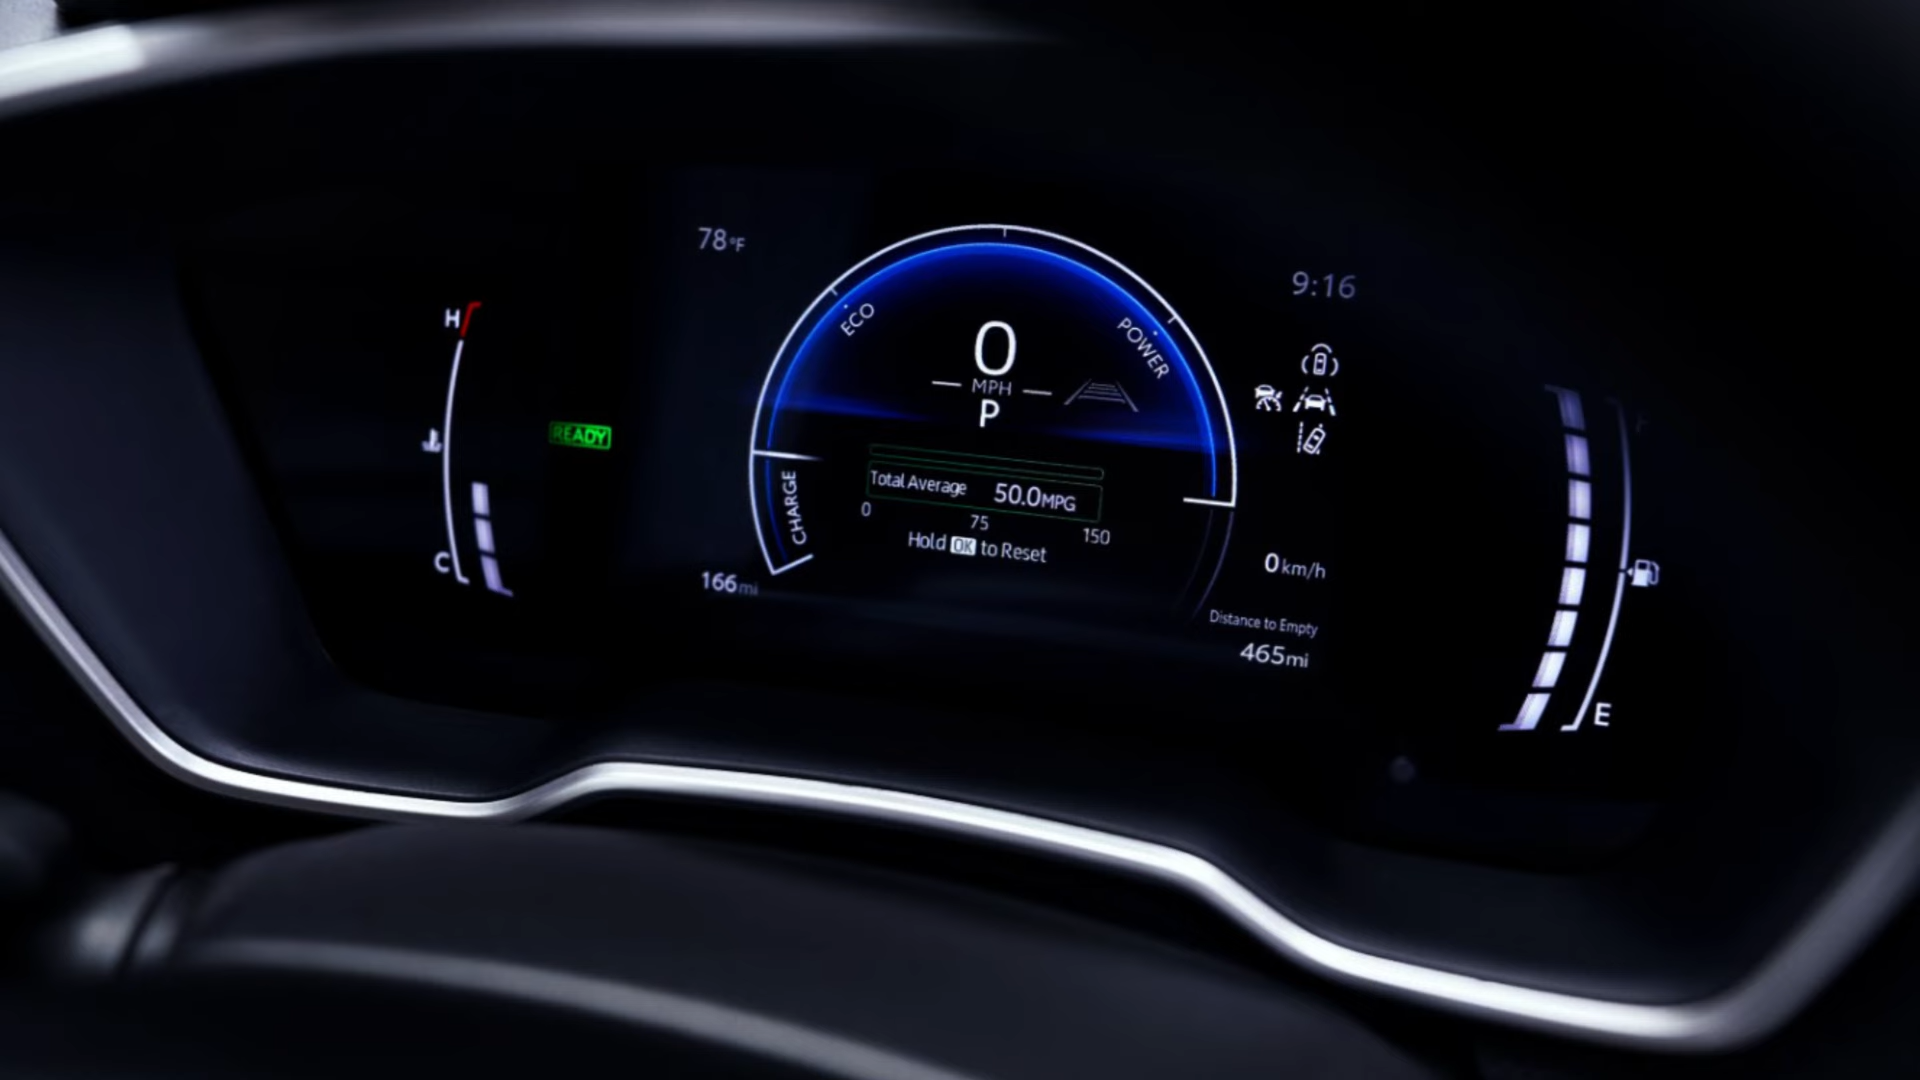 78°F
9:16
H
ECO
0
POWER
MPH
P
READY
C
CHARGE
Total Average 50.0MPG
0 75 150
Hold OK to Reset
166mi
0km/h
Distance to Empty
465mi
F
E